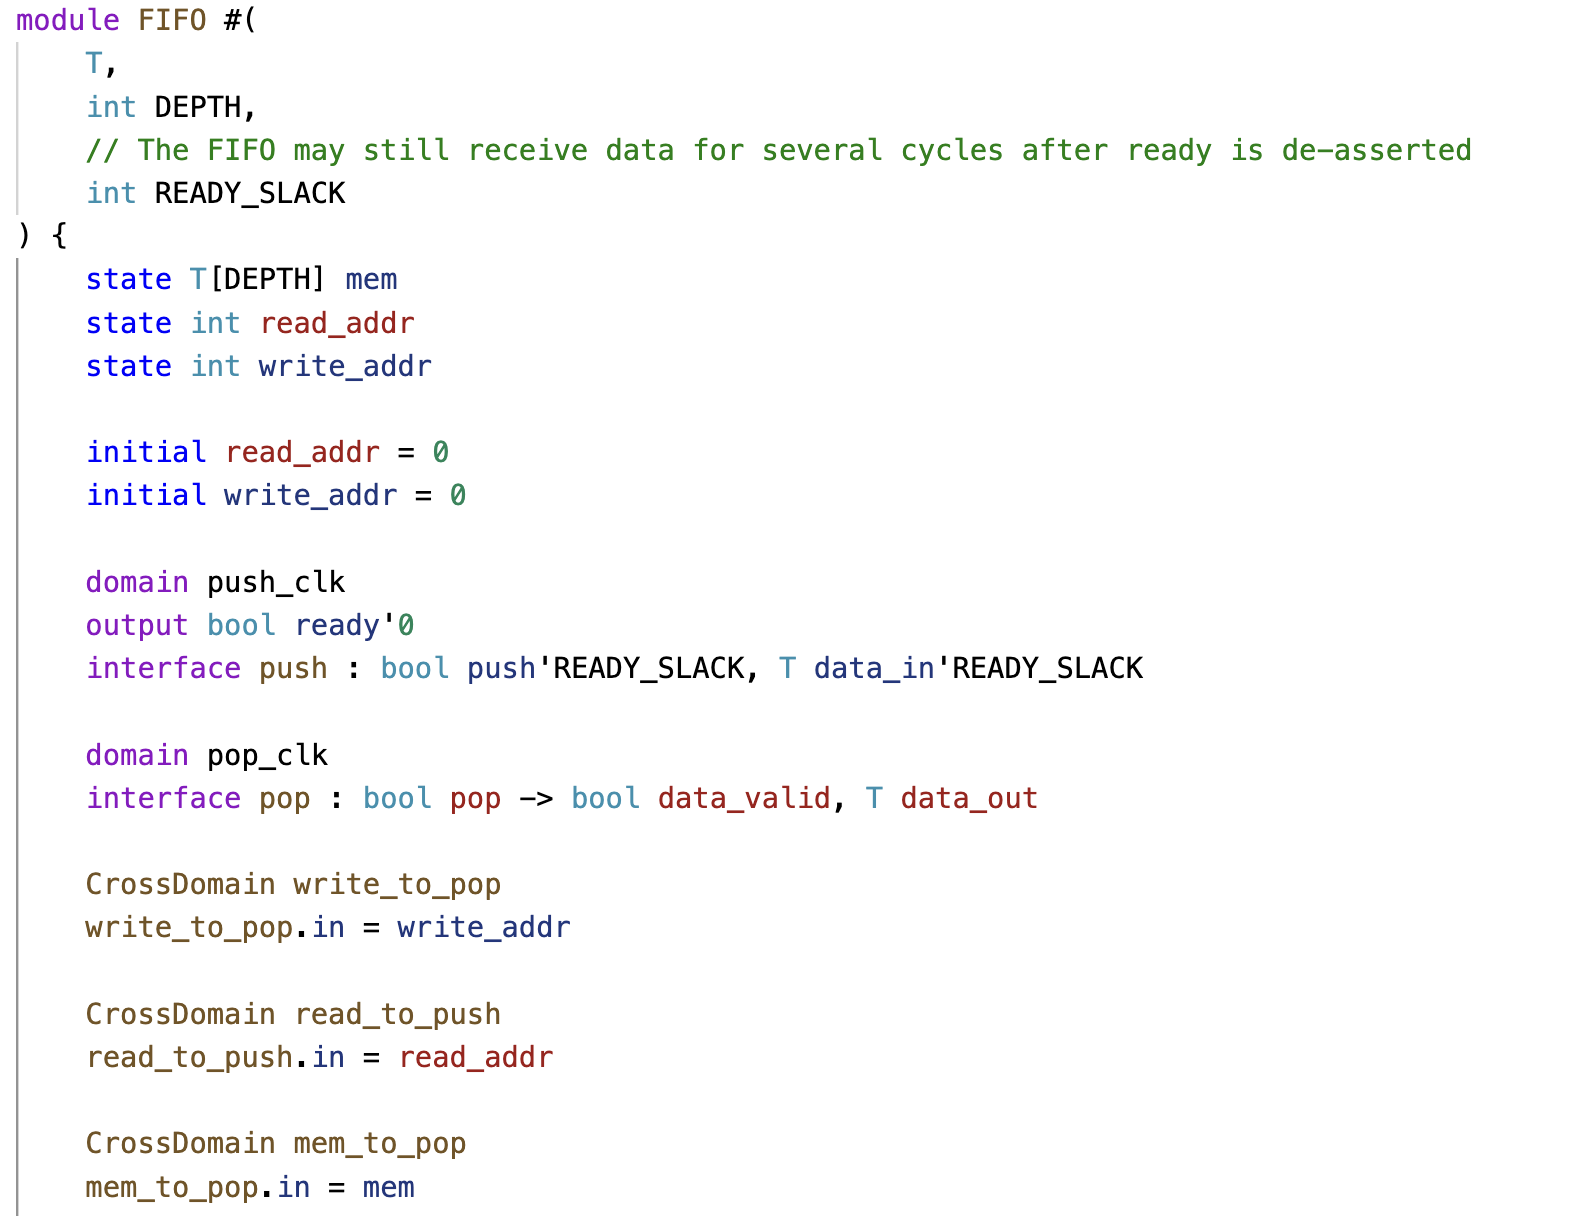 module FIFO #(
    T,
    int DEPTH,
    // The FIFO may still receive data for several cycles after ready is de-asserted
    int READY_SLACK
) {
    state T[DEPTH] mem
    state int read_addr
    state int write_addr

    initial read_addr = 0
    initial write_addr = 0

    domain push_clk
    output bool ready'0
    interface push : bool push'READY_SLACK, T data_in'READY_SLACK

    domain pop_clk
    interface pop : bool pop -> bool data_valid, T data_out

    CrossDomain write_to_pop
    write_to_pop.in = write_addr

    CrossDomain read_to_push
    read_to_push.in = read_addr

    CrossDomain mem_to_pop
    mem_to_pop.in = mem